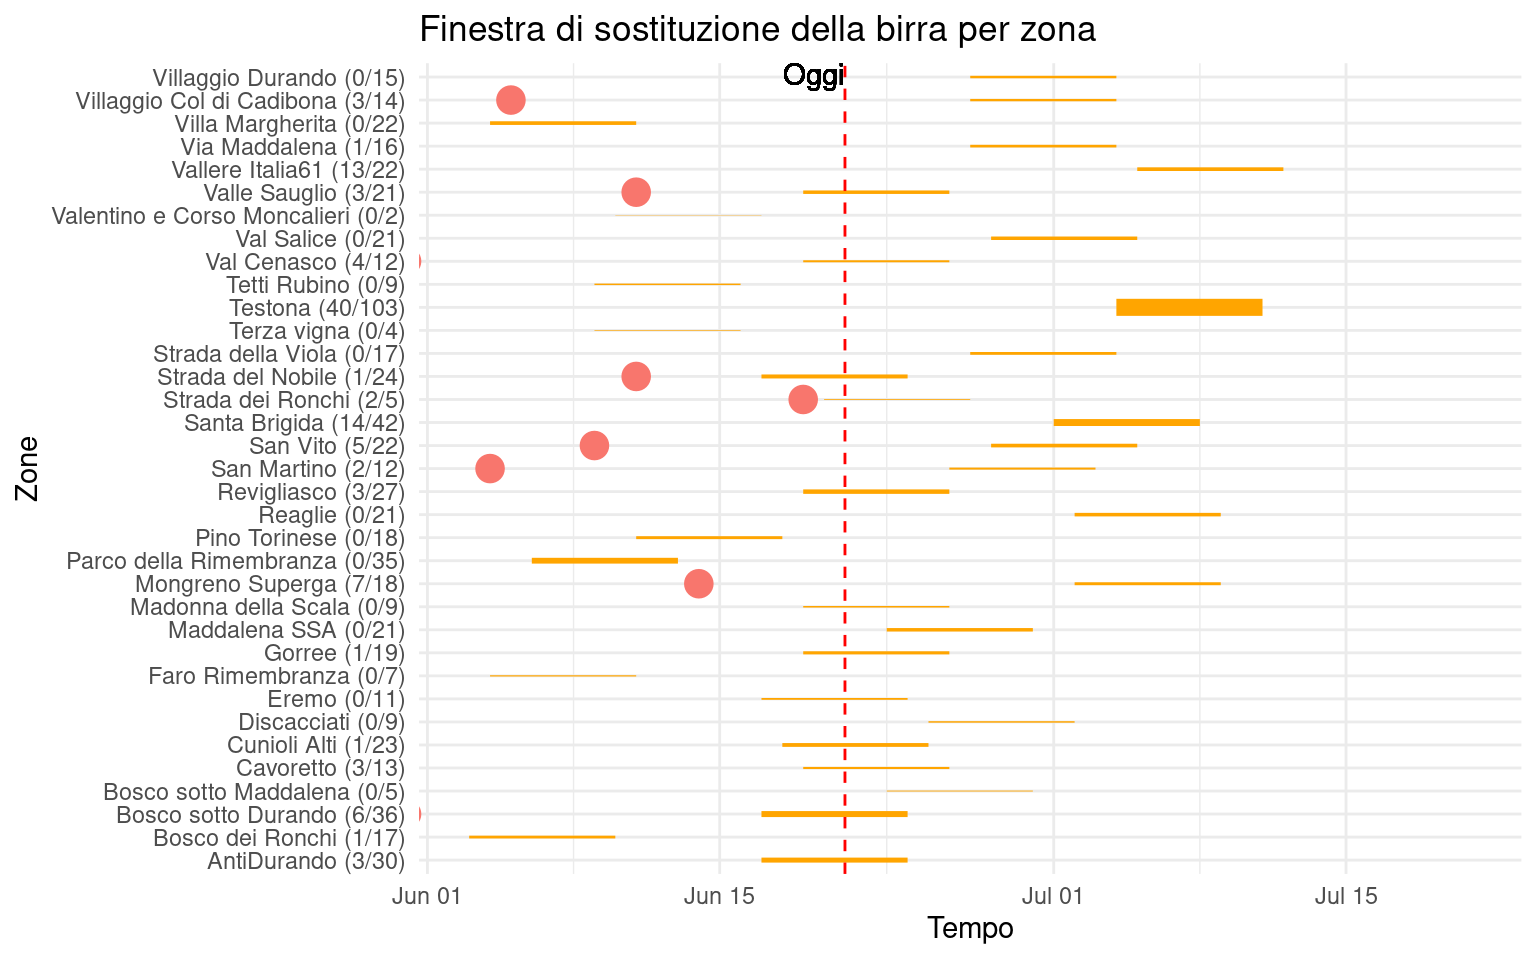 Finestra di sostituzione della birra per zona
Oggi
Villaggio Durando (0/15)
Villaggio Col di Cadibona (3/14)
Villa Margherita (0/22)
Via Maddalena (1/16)
Vallere Italia61 (13/22)
Valle Sauglio (3/21)
Valentino e Corso Moncalieri (0/2)
Val Salice (0/21)
Val Cenasco (4/12)
Tetti Rubino (0/9)
Testona (40/103)
Terza vigna (0/4)
Strada della Viola (0/17)
Strada del Nobile (1/24)
Strada dei Ronchi (2/5)
Santa Brigida (14/42)
San Vito (5/22)
San Martino (2/12)
Revigliasco (3/27)
Reaglie (0/21)
Pino Torinese (0/18)
Parco della Rimembranza (0/35)
Mongreno Superga (7/18)
Madonna della Scala (0/9)
Maddalena SSA (0/21)
Gorree (1/19)
Faro Rimembranza (0/7)
Eremo (0/11)
Discacciati (0/9)
Cunioli Alti (1/23)
Cavoretto (3/13)
Bosco sotto Maddalena (0/5)
Bosco sotto Durando (6/36)
Bosco dei Ronchi (1/17)
AntiDurando (3/30)
Zone
Jun 01 Jun 15 Jul 01 Jul 15
Tempo